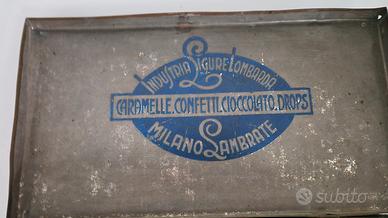 INDUSTRIA LIGURE LOMBARDA
CARAMELLE.CONFETTI.CIOCCOLATO.DROPS
MILANO LAMBRATE
subito